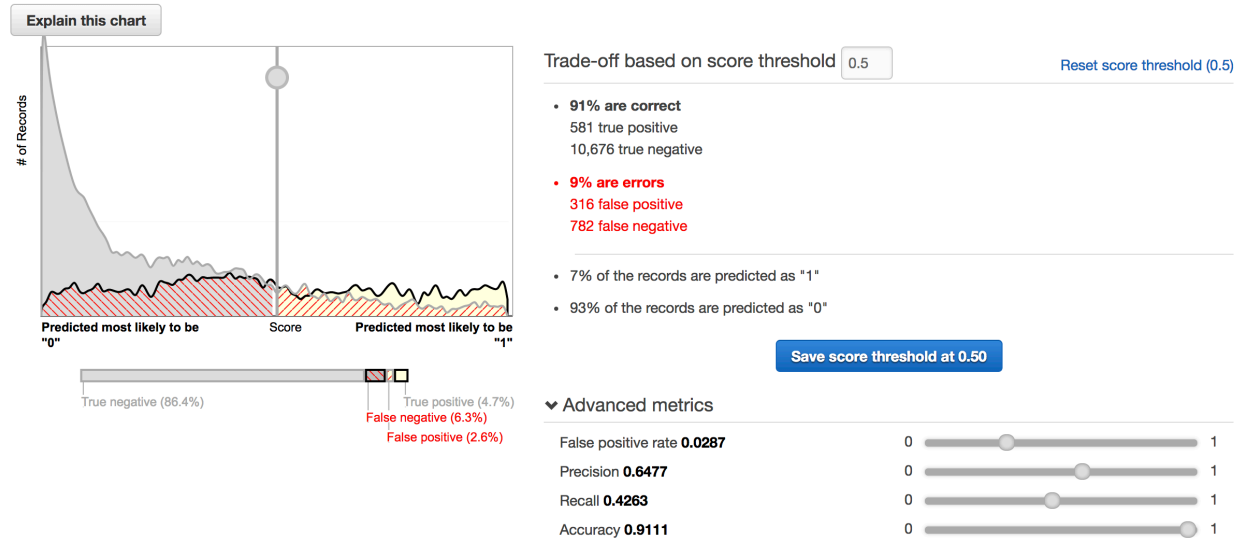 Explain this chart
# of Records
Predicted most likely to be "0"
Score
Predicted most likely to be "1"
True negative (86.4%)
True positive (4.7%)
False negative (6.3%)
False positive (2.6%)
Trade-off based on score threshold 0.5
Reset score threshold (0.5)
• 91% are correct
581 true positive
10,676 true negative
• 9% are errors
316 false positive
782 false negative
• 7% of the records are predicted as "1"
• 93% of the records are predicted as "0"
Save score threshold at 0.50
Advanced metrics
False positive rate 0.0287 0 1
Precision 0.6477 0 1
Recall 0.4263 0 1
Accuracy 0.9111 0 1